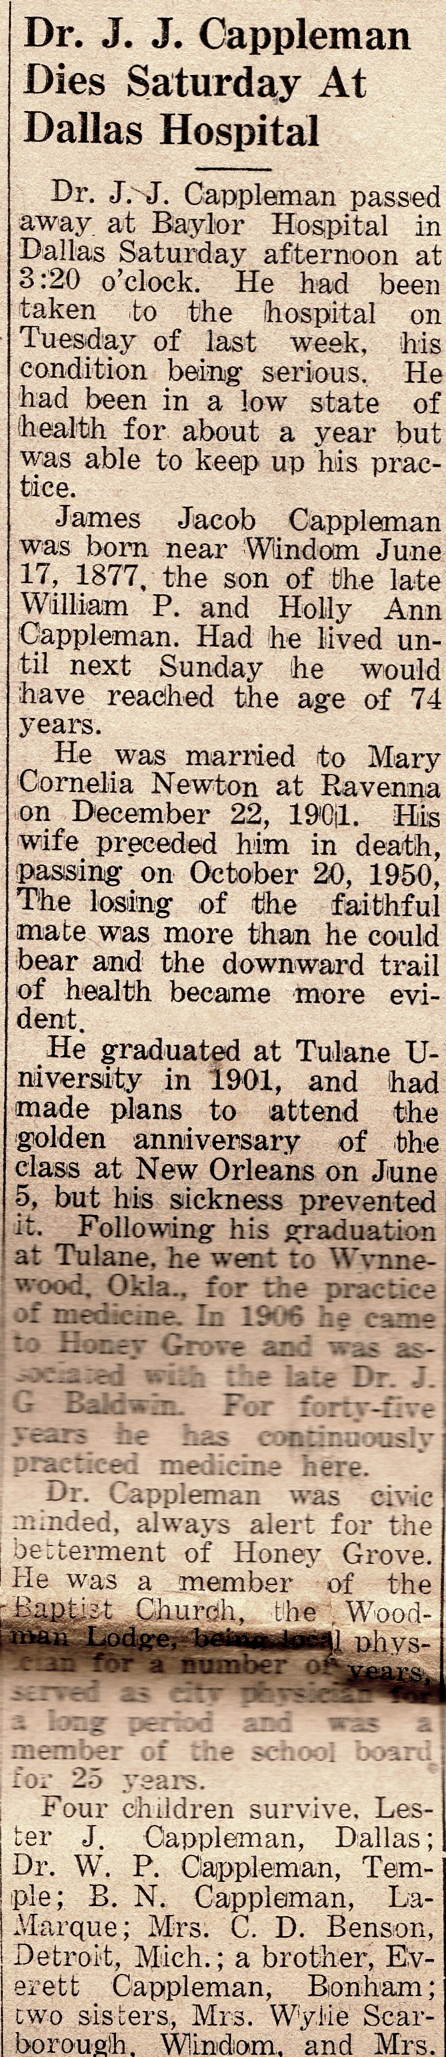 Dr. J. J. Cappleman
Dies Saturday At
Dallas Hospital
Dr. J. J. Cappleman passed
away at Baylor Hospital in
Dallas Saturday afternoon at
3:20 o'clock. He had been
taken to the hospital on
Tuesday of last week, his
condition being serious. He
had been in a low state of
health for about a year but
was able to keep up his prac-
tice.
James Jacob Cappleman
was born near Windom June
17, 1877, the son of the late
William P. and Holly Ann
Cappleman. Had he lived un-
til next Sunday he would
have reached the age of 74
years.
He was married to Mary
Cornelia Newton at Ravenna
on December 22, 1901. His
wife preceded him in death,
passing on October 20, 1950,
The losing of the faithful
mate was more than he could
bear and the downward trail
of health became more evi-
dent.
He graduated at Tulane U-
niversity in 1901, and had
made plans to attend the
golden anniversary of the
class at New Orleans on June
5, but his sickness prevented
it. Following his graduation
at Tulane, he went to Wynne-
wood, Okla., for the practice
of medicine. In 1906 he came
to Honey Grove and was as-
sociated with the late Dr. J.
G Baldwin. For forty-five
years he has continuously
practiced medicine here.
Dr. Cappleman was civic
minded, always alert for the
betterment of Honey Grove.
He was a member of the
Baptist Church, the Wood-
man Lodge, being local phys-
ician for a number of years,
served as city physician for
a long period and was a
member of the school board
for 25 years.
Four children survive, Les-
ter J. Cappleman, Dallas;
Dr. W. P. Cappleman, Tem-
ple; B. N. Cappleman, La-
Marque; Mrs. C. D. Benson,
Detroit, Mich.; a brother, Ev-
erett Cappleman, Bonham;
two sisters, Mrs. Wylie Scar-
borough, Windom, and Mrs.